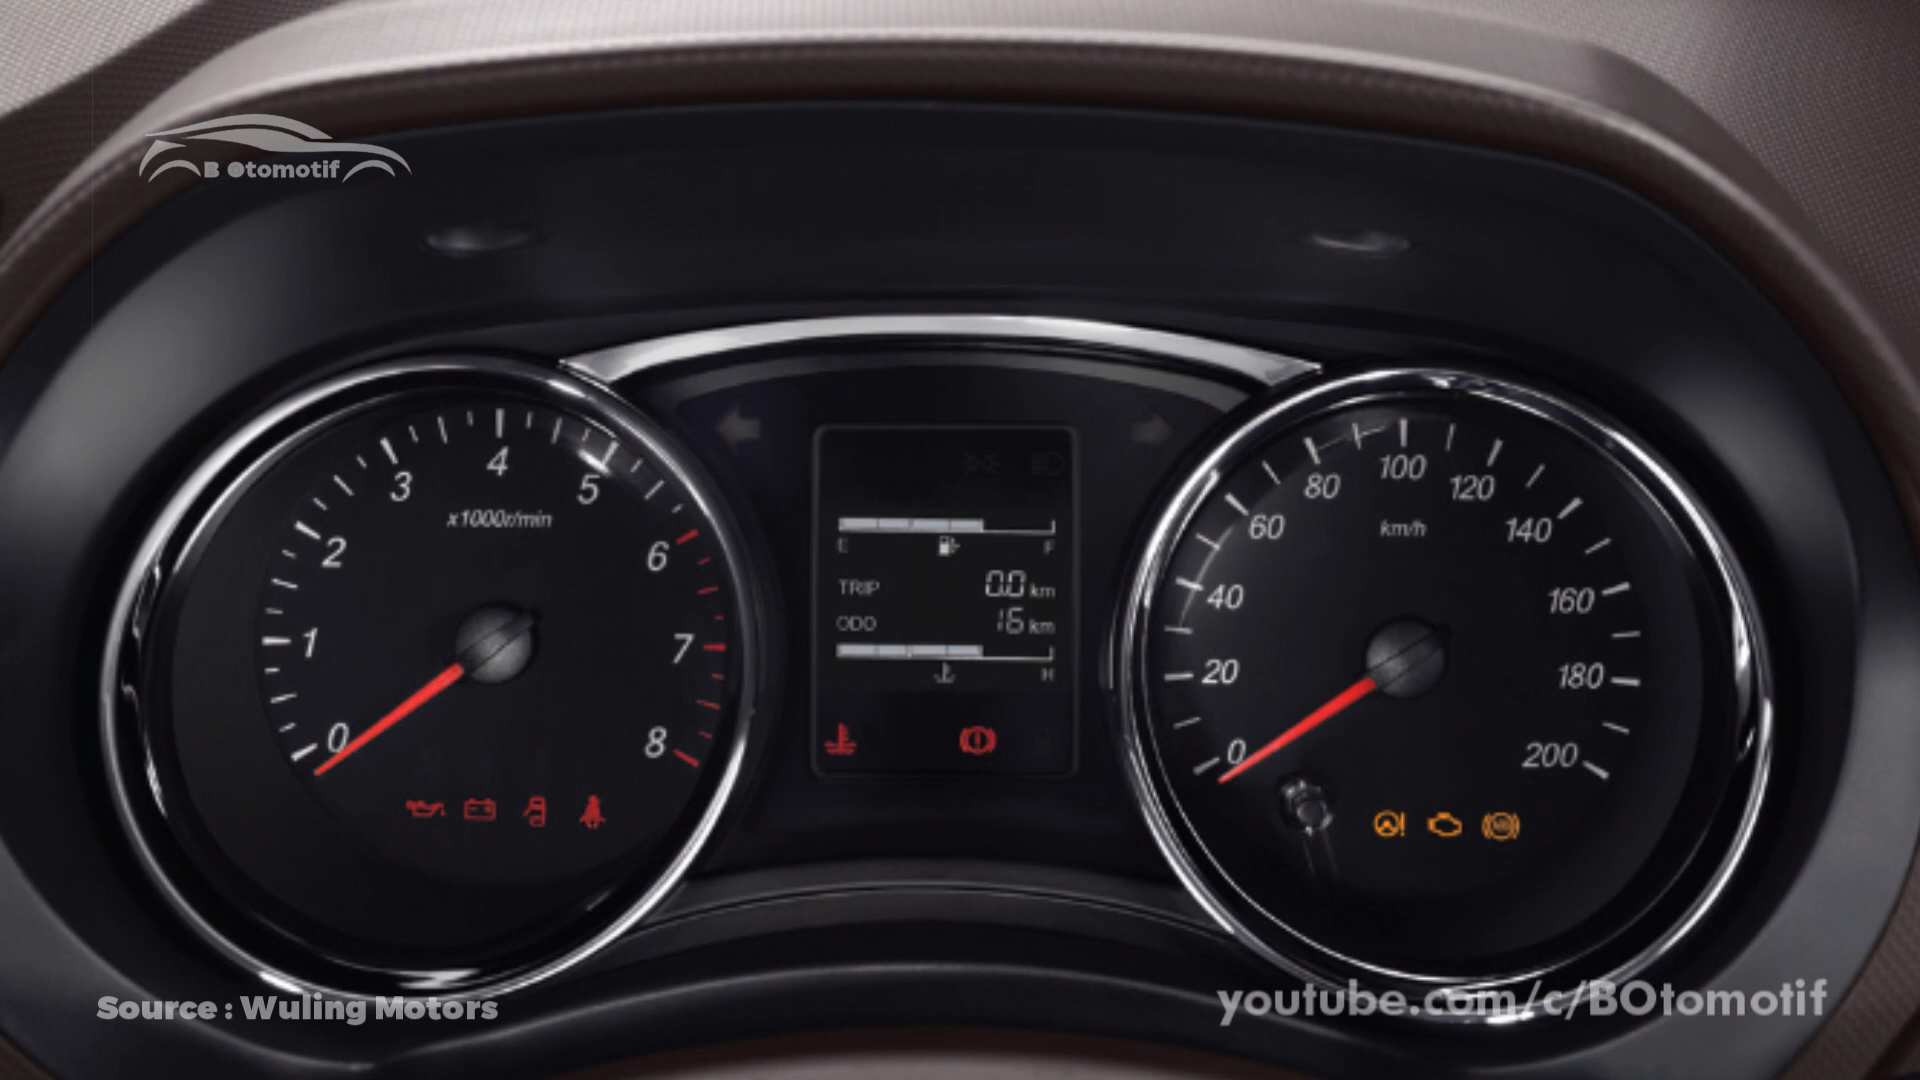 B Otomotif
0
1
2
3
4
5
6
7
8
x1000r/min
E
F
TRIP 0.0 km
ODO 16 km
H
0
20
40
60
80
100
120
140
160
180
200
km/h
Source : Wuling Motors
youtube.com/c/BOtomotif